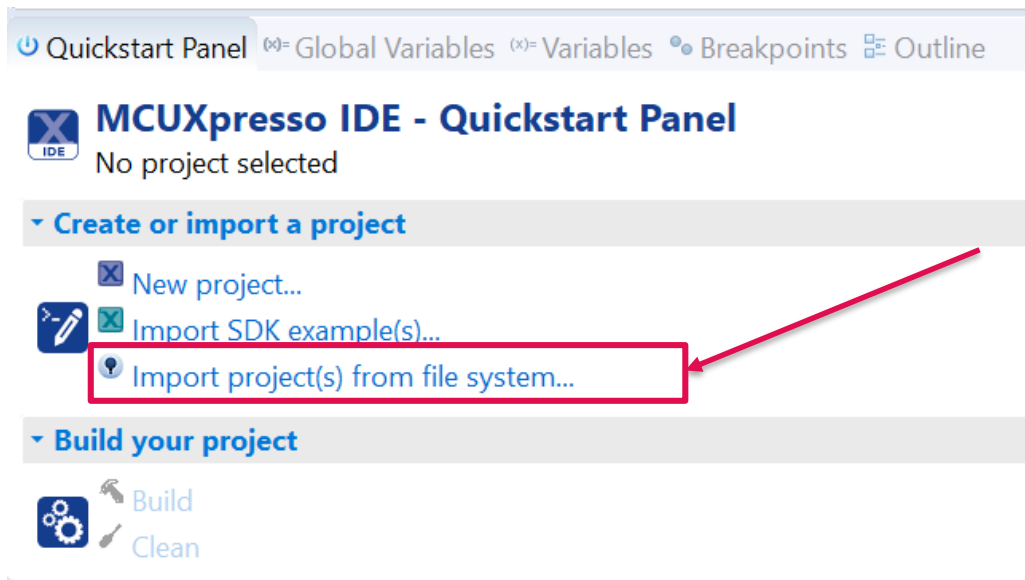 Quickstart Panel (x)= Global Variables (x)= Variables Breakpoints Outline
IDE
MCUXpresso IDE - Quickstart Panel
No project selected
Create or import a project
New project...
Import SDK example(s)...
Import project(s) from file system...
Build your project
Build
Clean